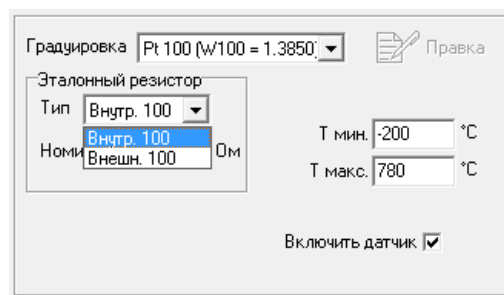 Градуировка Pt 100 (W100 = 1.3850) Правка
Эталонный резистор
Тип Внутр. 100
Внутр. 100
Внешн. 100
Номи Ом
Т мин. -200 °C
Т макс. 780 °C
Включить датчик